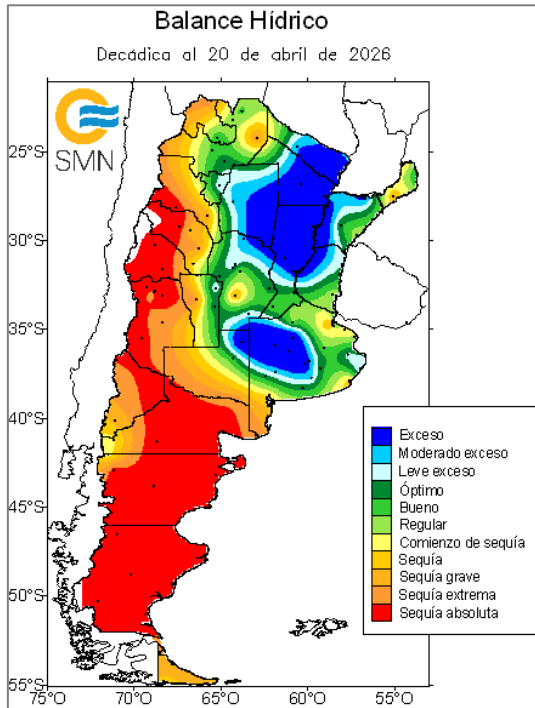 Balance Hídrico
Decádica al 20 de abril de 2026
SMN
25°S
30°S
35°S
40°S
45°S
50°S
55°S
75°O
70°O
65°O
60°O
55°O
Exceso
Moderado exceso
Leve exceso
Óptimo
Bueno
Regular
Comienzo de sequía
Sequía
Sequía grave
Sequía extrema
Sequía absoluta